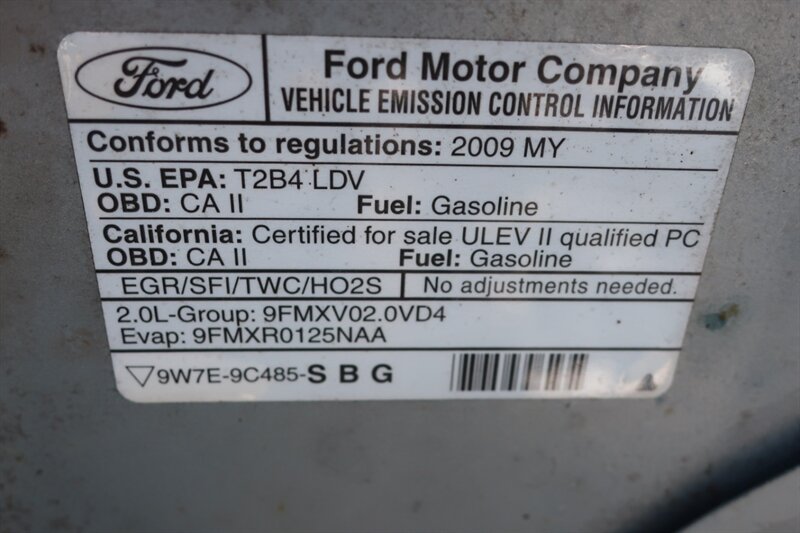 Ford
Ford Motor Company
VEHICLE EMISSION CONTROL INFORMATION
Conforms to regulations: 2009 MY
U.S. EPA: T2B4 LDV
OBD: CA II Fuel: Gasoline
California: Certified for sale ULEV II qualified PC
OBD: CA II Fuel: Gasoline
EGR/SFI/TWC/HO2S No adjustments needed.
2.0L-Group: 9FMXV02.0VD4
Evap: 9FMXR0125NAA
9W7E-9C485-S B G